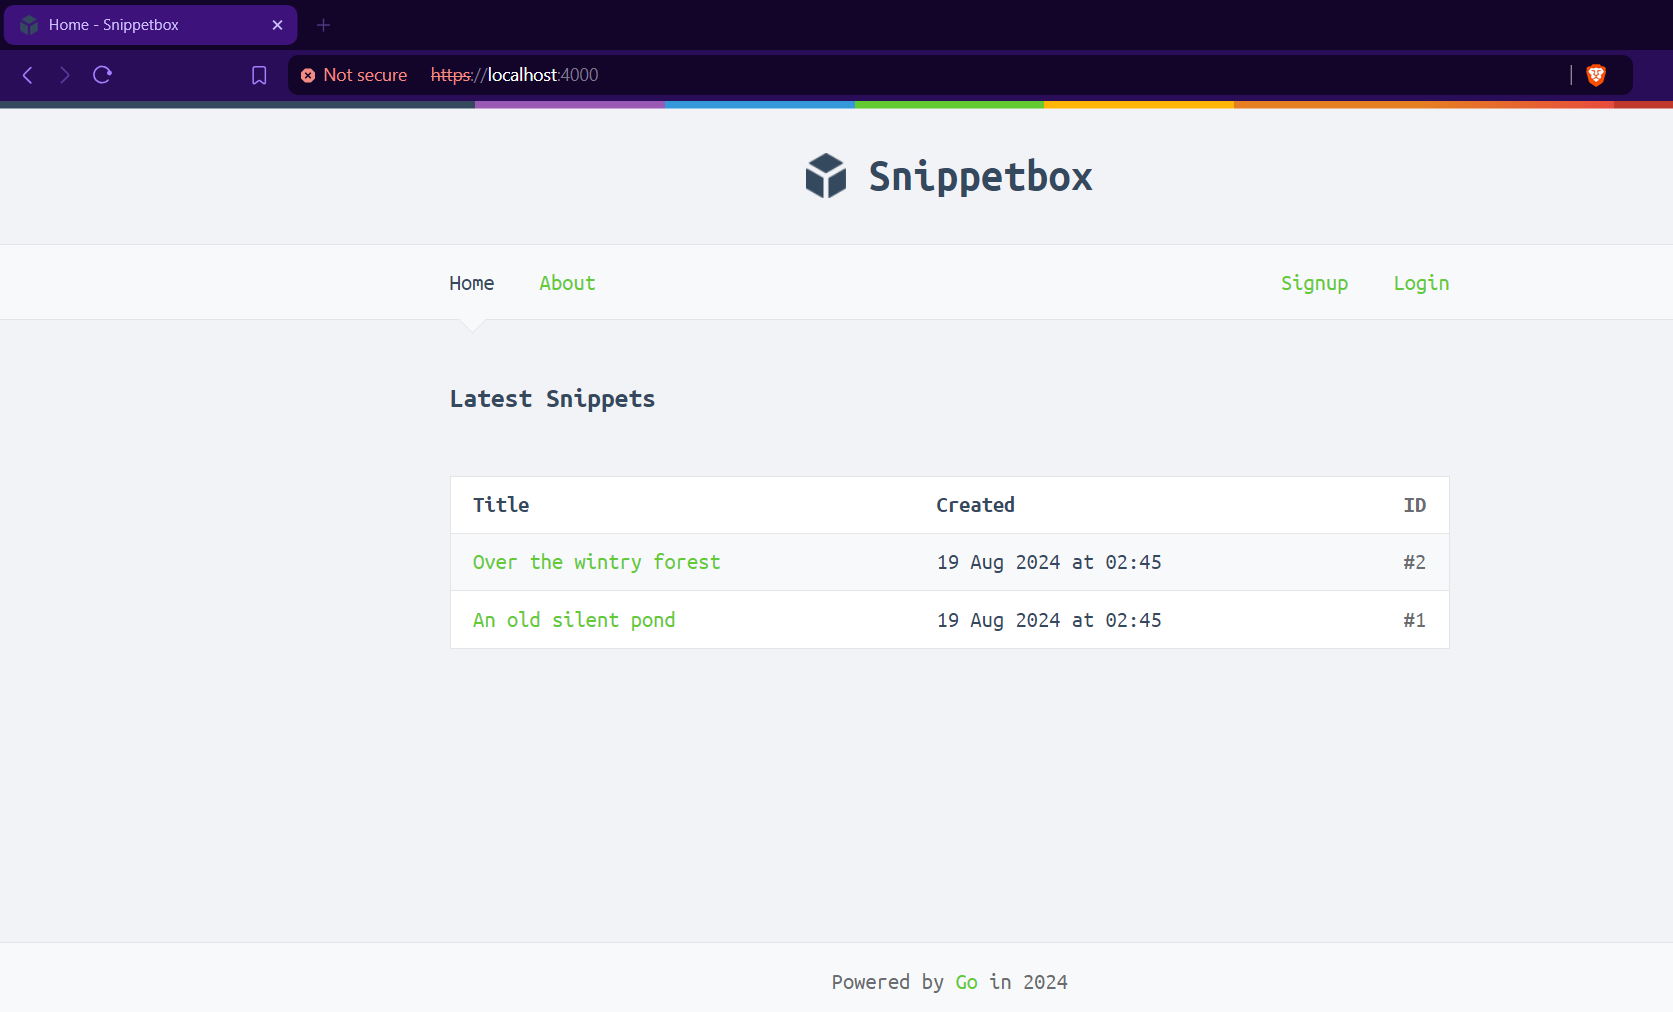 Home - Snippetbox
Not secure https://localhost:4000
Snippetbox
Home About Signup Login
Latest Snippets
Title Created ID
Over the wintry forest 19 Aug 2024 at 02:45 #2
An old silent pond 19 Aug 2024 at 02:45 #1
Powered by Go in 2024